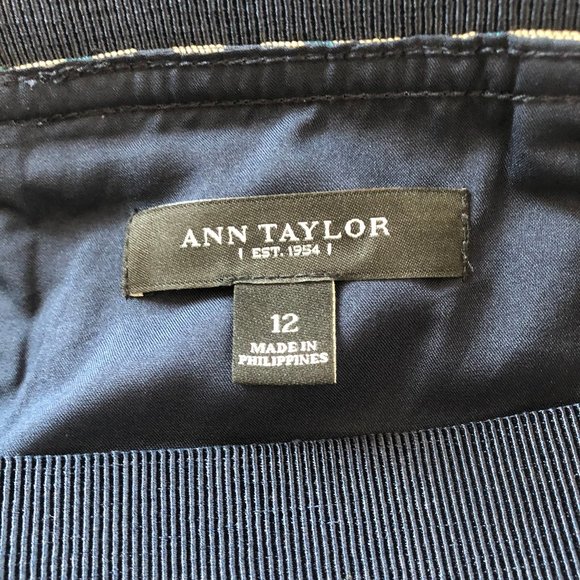 ANN TAYLOR
| EST. 1954 |
12
MADE IN
PHILIPPINES